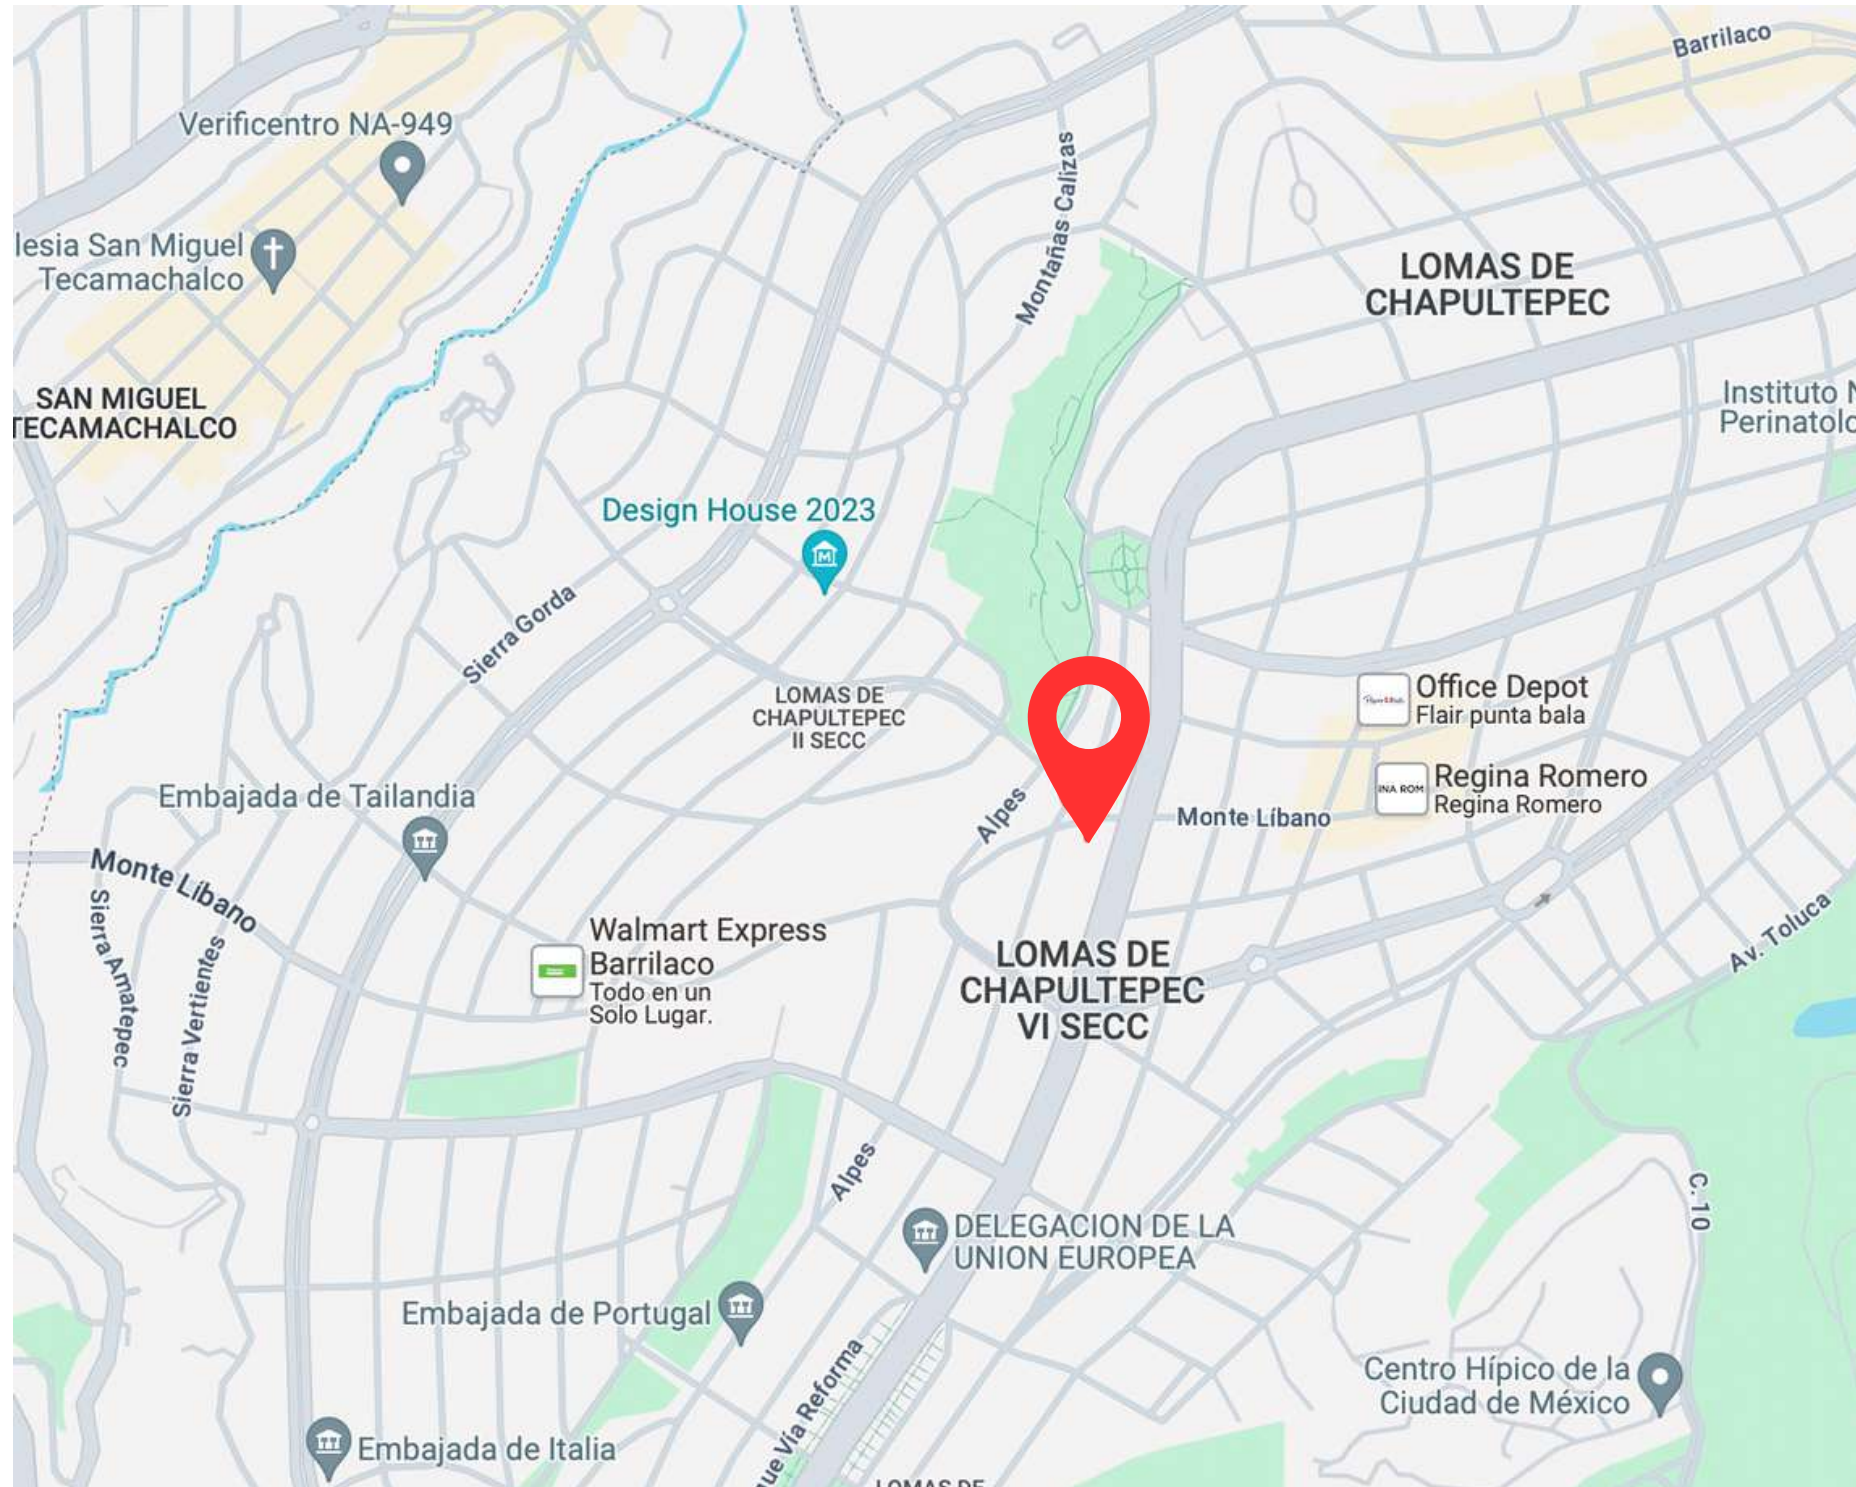 Barrilaco
Verificentro NA-949
Montañas Calizas
lesia San Miguel
Tecamachalco
LOMAS DE
CHAPULTEPEC
SAN MIGUEL
TECAMACHALCO
Instituto N
Perinatolo
Design House 2023
Sierra Gorda
LOMAS DE
CHAPULTEPEC
II SECC
Office Depot
Flair punta bala
Embajada de Tailandia
Alpes
Monte Líbano
INA ROM
Regina Romero
Regina Romero
Monte Líbano
Sierra Amatepec
Sierra Vertientes
Walmart Express
Barrilaco
Todo en un
Solo Lugar.
LOMAS DE
CHAPULTEPEC
VI SECC
Av. Toluca
Alpes
C. 10
DELEGACION DE LA
UNION EUROPEA
Embajada de Portugal
que Vía Reforma
Centro Hípico de la
Ciudad de México
Embajada de Italia
LOMAS DE